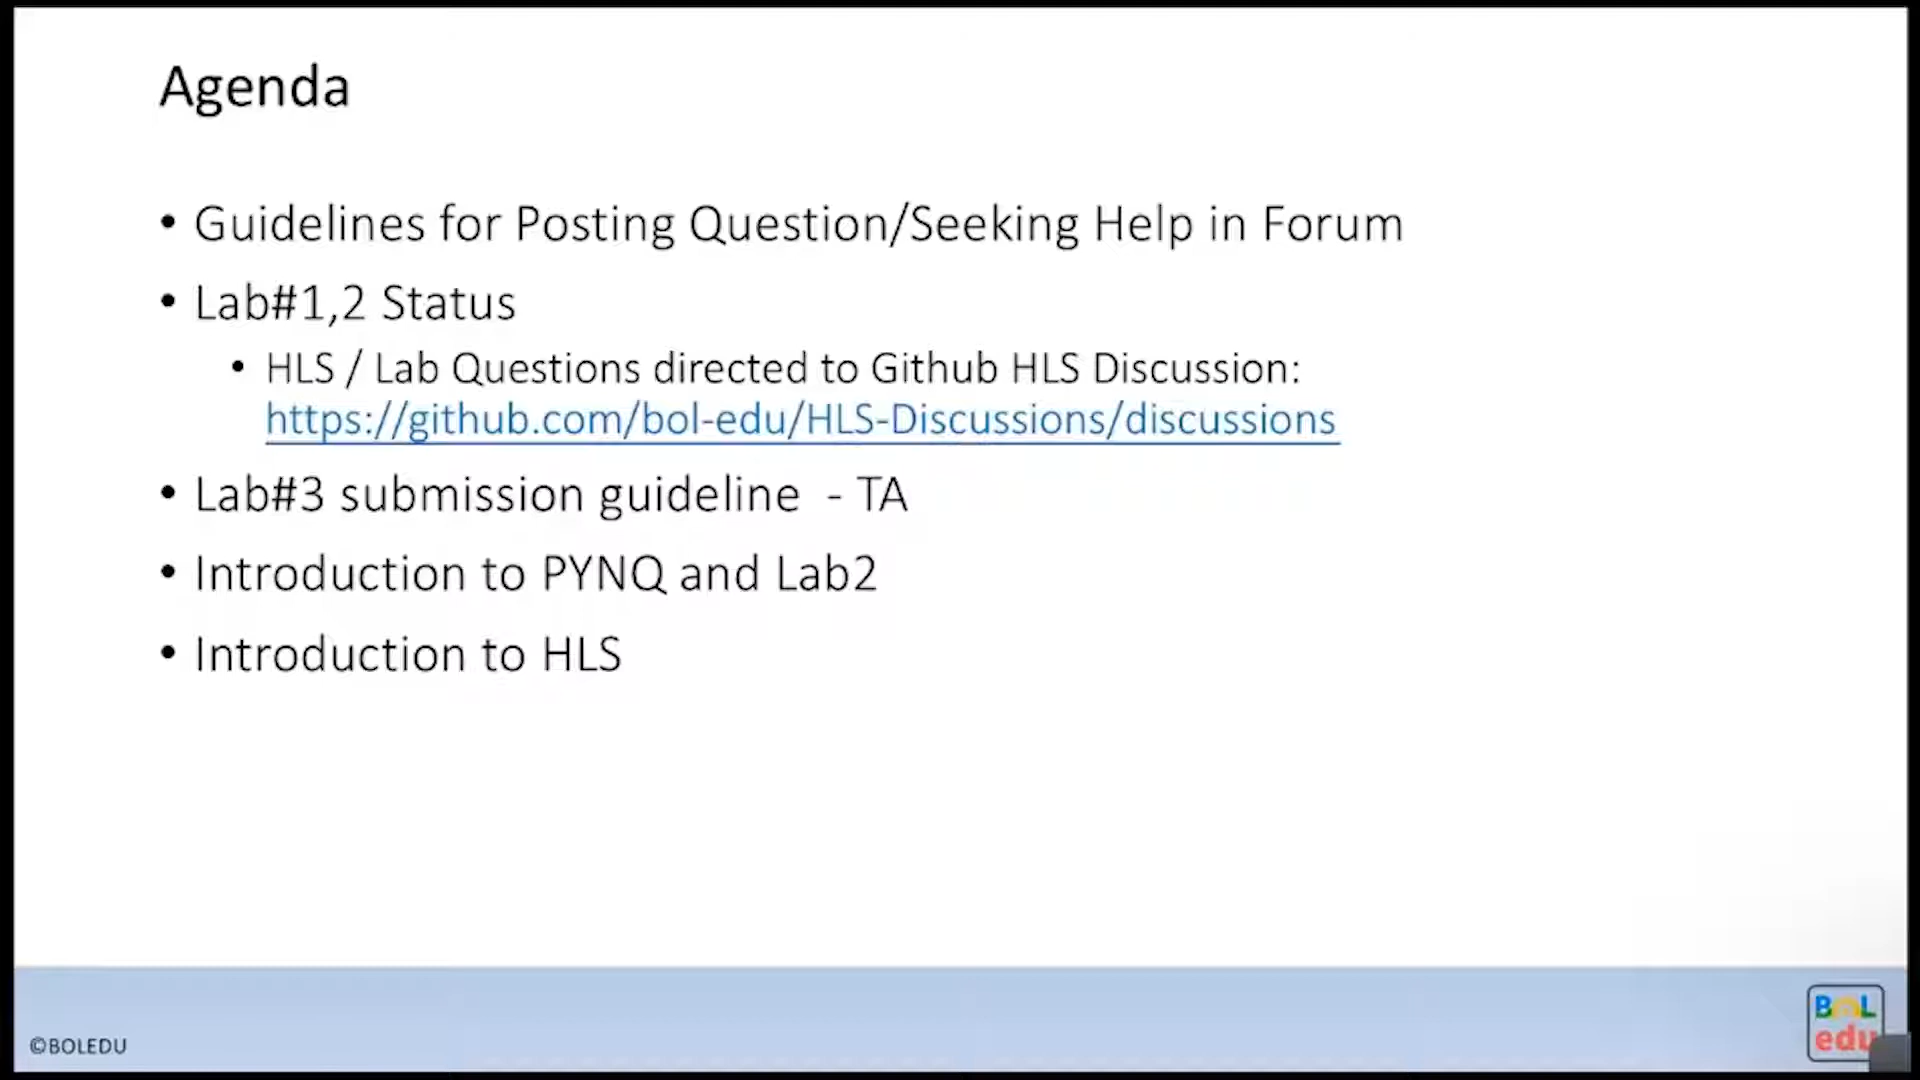 Agenda
• Guidelines for Posting Question/Seeking Help in Forum
• Lab#1,2 Status
• HLS / Lab Questions directed to Github HLS Discussion:
https://github.com/bol-edu/HLS-Discussions/discussions
• Lab#3 submission guideline - TA
• Introduction to PYNQ and Lab2
• Introduction to HLS
©BOLEDU
BOL
edu